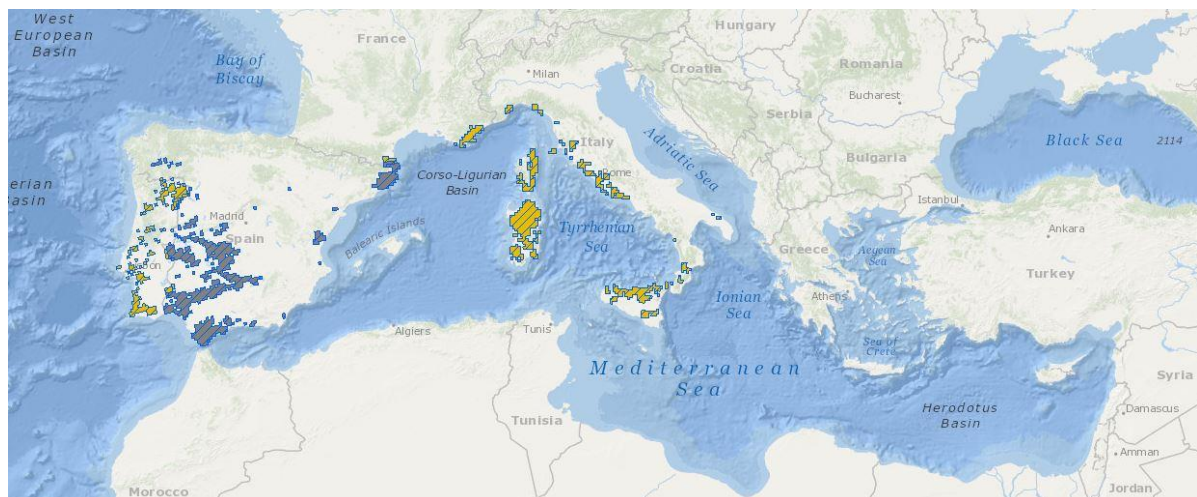 West
European
Basin
Bay of
Biscay
France
Hungary
Milan
Croatia
Romania
Bucharest
Serbia
Black Sea
2114
Italy
Adriatic Sea
Bulgaria
Corso-Ligurian
Basin
Rome
Istanbul
Basin
Madrid
Spain
Balearic Islands
Tyrrhenian
Sea
Greece
Aegean
Sea
Ankara
Turkey
Ionian
Sea
Athens
Algiers
Tunis
Sea of
Crete
Mediterranean
Sea
Syria
Herodotus
Basin
Damascus
Tunisia
Amman
Morocco
Jordan